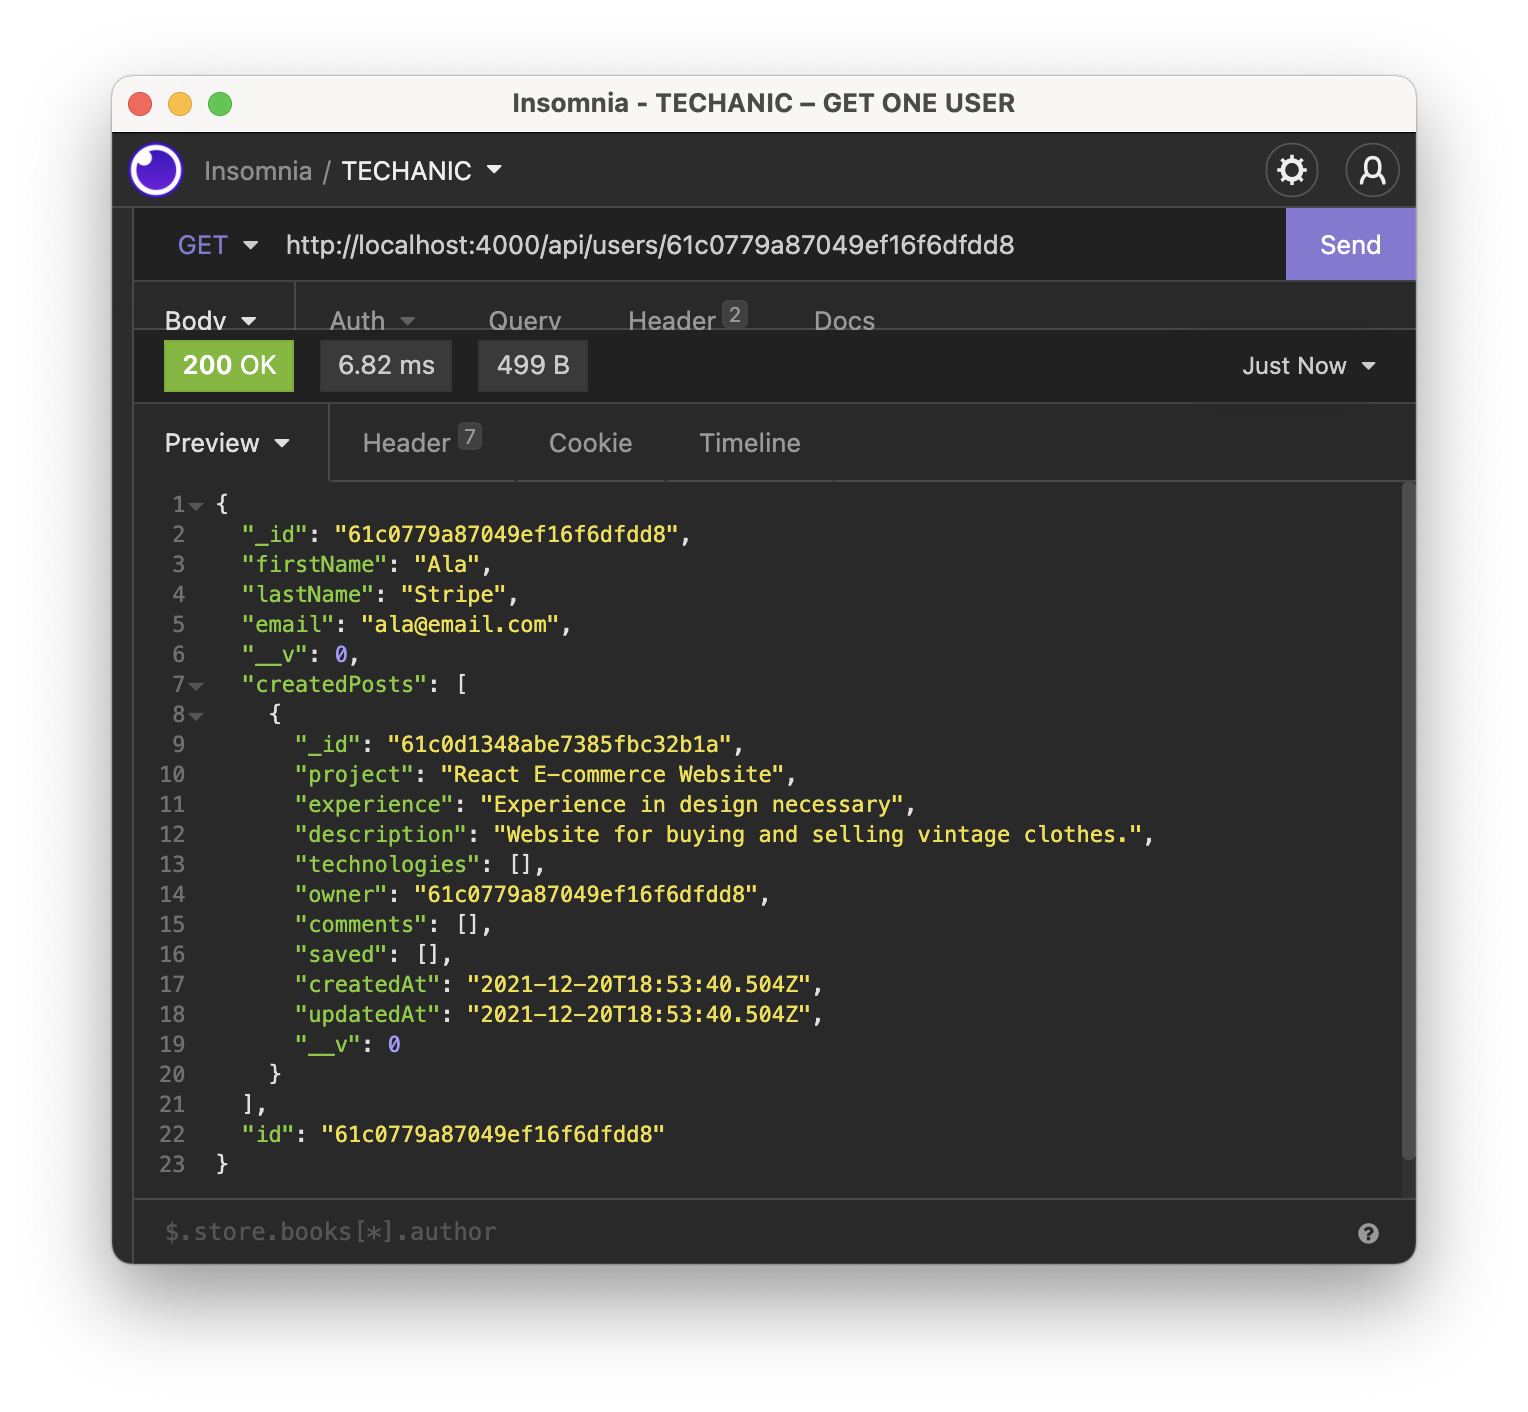 Insomnia - TECHANIC – GET ONE USER
Insomnia / TECHANIC
GET http://localhost:4000/api/users/61c0779a87049ef16f6dfdd8 Send
Body Auth Query Header 2 Docs
200 OK 6.82 ms 499 B Just Now
Preview Header 7 Cookie Timeline
1 {
2 "_id": "61c0779a87049ef16f6dfdd8",
3 "firstName": "Ala",
4 "lastName": "Stripe",
5 "email": "ala@email.com",
6 "__v": 0,
7 "createdPosts": [
8 {
9 "_id": "61c0d1348abe7385fbc32b1a",
10 "project": "React E-commerce Website",
11 "experience": "Experience in design necessary",
12 "description": "Website for buying and selling vintage clothes.",
13 "technologies": [],
14 "owner": "61c0779a87049ef16f6dfdd8",
15 "comments": [],
16 "saved": [],
17 "createdAt": "2021-12-20T18:53:40.504Z",
18 "updatedAt": "2021-12-20T18:53:40.504Z",
19 "__v": 0
20 }
21 ],
22 "id": "61c0779a87049ef16f6dfdd8"
23 }
$.store.books[*].author ?